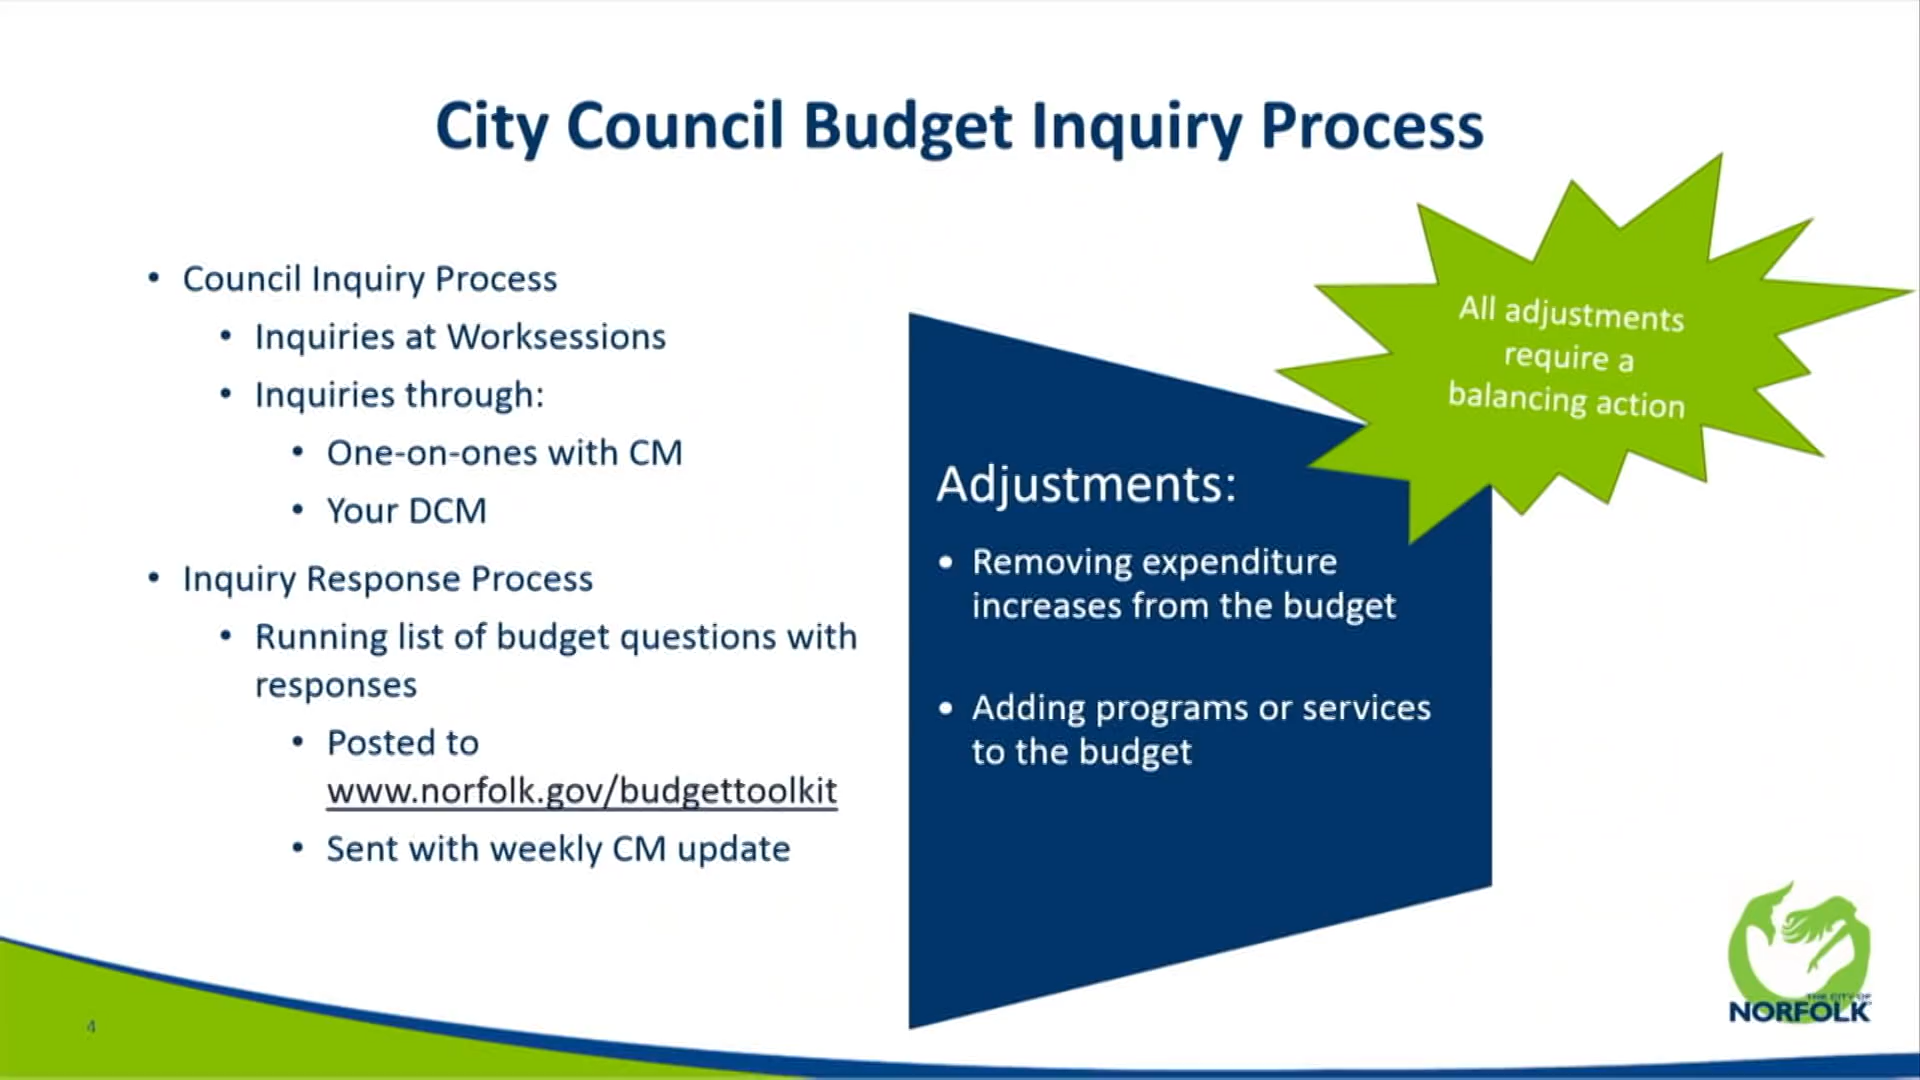 City Council Budget Inquiry Process
• Council Inquiry Process
• Inquiries at Worksessions
• Inquiries through:
• One-on-ones with CM
• Your DCM
• Inquiry Response Process
• Running list of budget questions with
responses
• Posted to
www.norfolk.gov/budgettoolkit
• Sent with weekly CM update
All adjustments
require a
balancing action
Adjustments:
• Removing expenditure
increases from the budget
• Adding programs or services
to the budget
4
THE CITY OF
NORFOLK